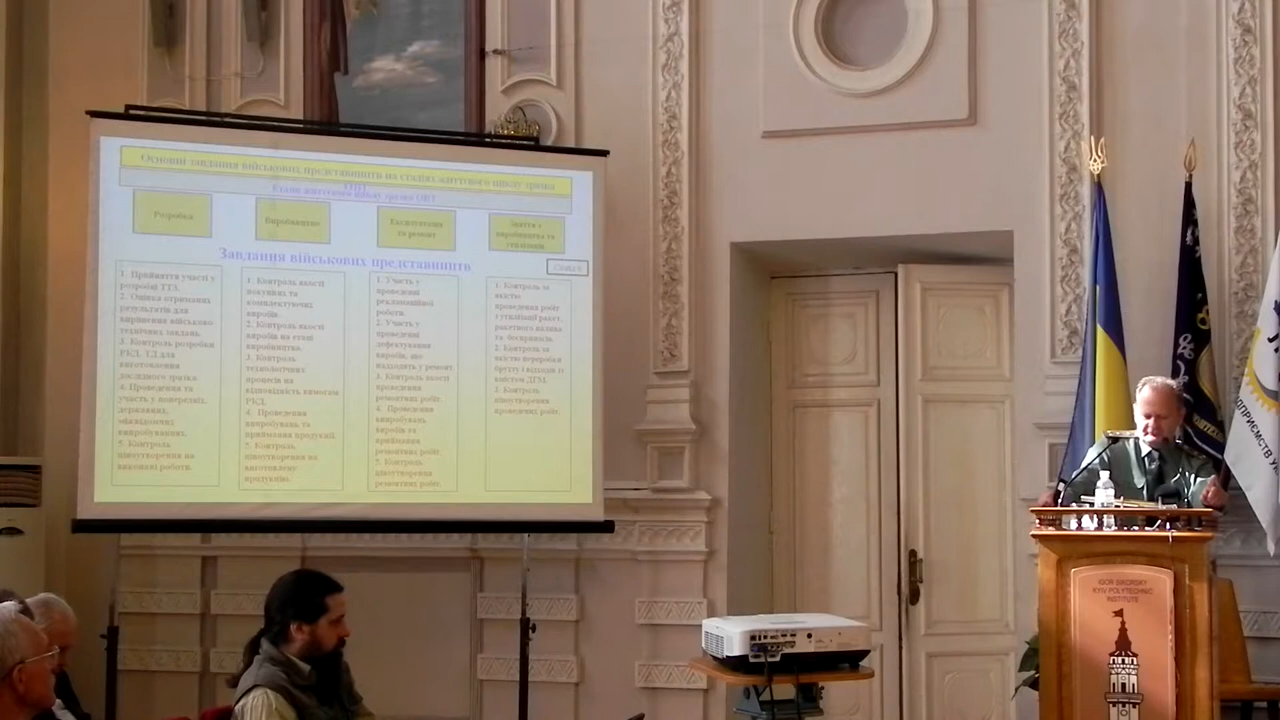 Основні завдання військових представництв на стадіях життєвого циклу зразка
ОВТ
Етапи життєвого циклу зразка ОВТ
Розробка
Виробництво
Експлуатація
та ремонт
Зняття з
виробництва та
утилізація
Завдання військових представництв
Слайд
1. Прийняття участі у
розробці ТТЗ.
2. Оцінка отриманих
результатів для
вирішення військово-
технічних завдань.
3. Контроль розробки
РКД, ТД для
виготовлення
дослідного зразка.
4. Проведення та
участь у попередніх,
державних,
міжвідомчих
випробуваннях.
5. Контроль
ціноутворення на
виконані роботи.
1. Контроль якості
покупних та
комплектуючих
виробів.
2. Контроль якості
виробів на етапі
виробництва.
3. Контроль
технологічних
процесів на
відповідність вимогам
РКД.
4. Проведення
випробувань та
приймання продукції.
5. Контроль
ціноутворення на
виготовлену
продукцію.
1. Участь у
проведенні
рекламаційної
роботи.
2. Участь у
проведенні
дефектування
виробів, що
надходять у ремонт.
3. Контроль якості
проведення
ремонтних робіт.
4. Проведення
випробувань
виробів та
приймання
ремонтних робіт.
5. Контроль
ціноутворення
ремонтних робіт.
1. Контроль за
якістю
проведення робіт
з утилізації ракет,
ракетного палива
та боєприпасів.
2. Контроль за
якістю переробки
брухту і відходів із
вмістом ДГМ.
3. Контроль
ціноутворення
проведених робіт.
IGOR SIKORSKY
KYIV POLYTECHNIC
INSTITUTE